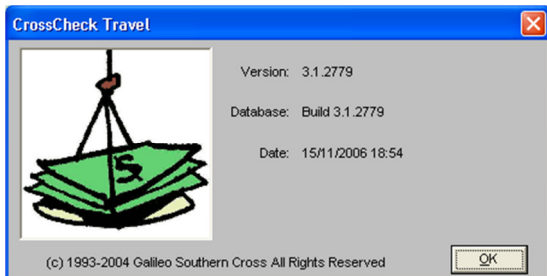 CrossCheck Travel
Version: 3.1.2779
Database: Build 3.1.2779
Date: 15/11/2006 18:54
(c) 1993-2004 Galileo Southern Cross All Rights Reserved
OK